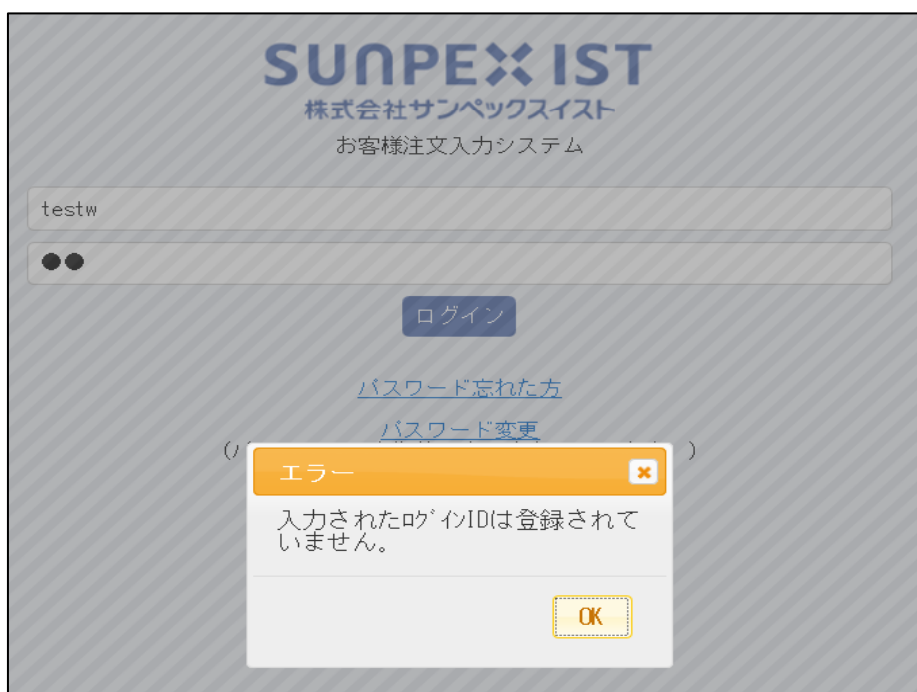 SUNPEX IST
株式会社サンペックスイスト
お客様注文入力システム
testw
●●
ログイン
パスワード忘れた方
パスワード変更
( )
エラー
入力されたﾛｸﾞｲﾝIDは登録されて
いません。
OK